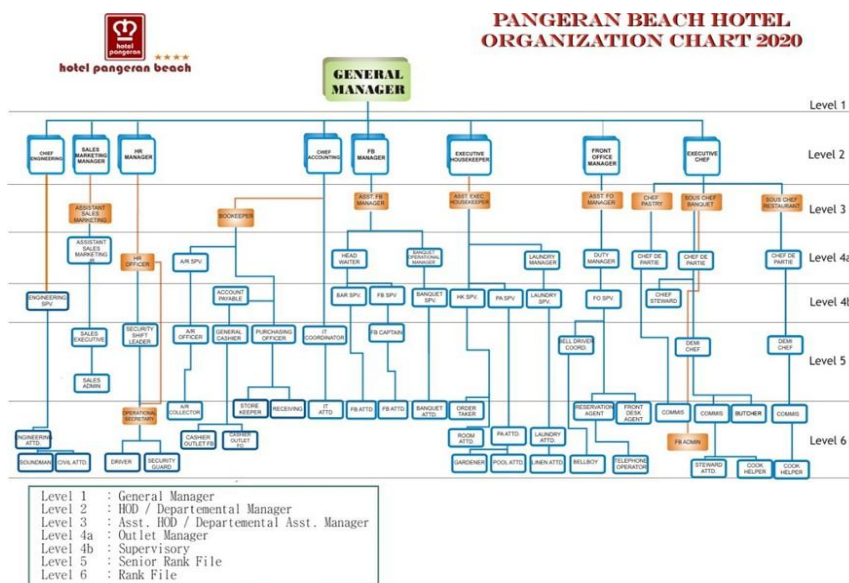 PANGERAN BEACH HOTEL
ORGANIZATION CHART 2020
hotel
pangeran
hotel pangeran beach
GENERAL
MANAGER
Level 1
CHIEF
ENGINEERING
SALES
MARKETING
MANAGER
HR
MANAGER
CHIEF
ACCOUNTING
FB
MANAGER
EXECUTIVE
HOUSEKEEPER
FRONT
OFFICE
MANAGER
EXECUTIVE
CHEF
Level 2
ASSISTANT
SALES
MARKETING
BOOKEEPER
ASST. FB
MANAGER
ASST EXEC.
HOUSEKEEPER
ASST. FO
MANAGER
CHEF
PASTRY
SOUS CHEF
BANQUET
SOUS CHEF
RESTAURANT
Level 3
ASSISTANT
SALES
MARKETING
HR
OFFICER
A/R SPV.
HEAD
WAITER
BANQUET
OPERATIONAL
MANAGER
LAUNDRY
MANAGER
DUTY
MANAGER
CHEF DE
PARTIE
CHEF DE
PARTIE
CHEF DE
PARTIE
Level 4a
ENGINEERING
SPV.
ACCOUNT
PAYABLE
BAR SPV.
FB SPV.
BANQUET
SPV.
HK SPV.
PA SPV.
LAUNDRY
SPV.
FO SPV.
CHEF
STEWARD
Level 4b
SALES
EXECUTIVE
SECURITY
SHIFT
LEADER
A/R
OFFICER
GENERAL
CASHIER
PURCHASING
OFFICER
IT
COORDINATOR
FB CAPTAIN
BELL DRIVER
COORD.
DEMI
CHEF
DEMI
CHEF
Level 5
SALES
ADMIN
OPERATIONAL
SECRETARY
A/R
COLLECTOR
STORE
KEEPER
RECEIVING
IT
ATTD.
FB ATTD.
FB ATTD.
BANQUET
ATTD.
ORDER
TAKER
RESERVATION
AGENT
FRONT
DESK
AGENT
COMMIS
COMMIS
BUTCHER
COMMIS
ENGINEERING
ATTD.
CASHIER
OUTLET FB
CASHIER
OUTLET FO
ROOM
ATTD.
PA ATTD.
LAUNDRY
ATTD.
FB ADMIN
Level 6
SOUNDMAN
CIVIL ATTD.
DRIVER
SECURITY
GUARD
GARDENER
POOL ATTD.
LINEN ATTD.
BELLBOY
TELEPHONE
OPERATOR
STEWARD
ATTD.
COOK
HELPER
COOK
HELPER
Level 1 : General Manager
Level 2 : HOD / Departemental Manager
Level 3 : Asst. HOD / Departemental Asst. Manager
Level 4a : Outlet Manager
Level 4b : Supervisory
Level 5 : Senior Rank File
Level 6 : Rank File